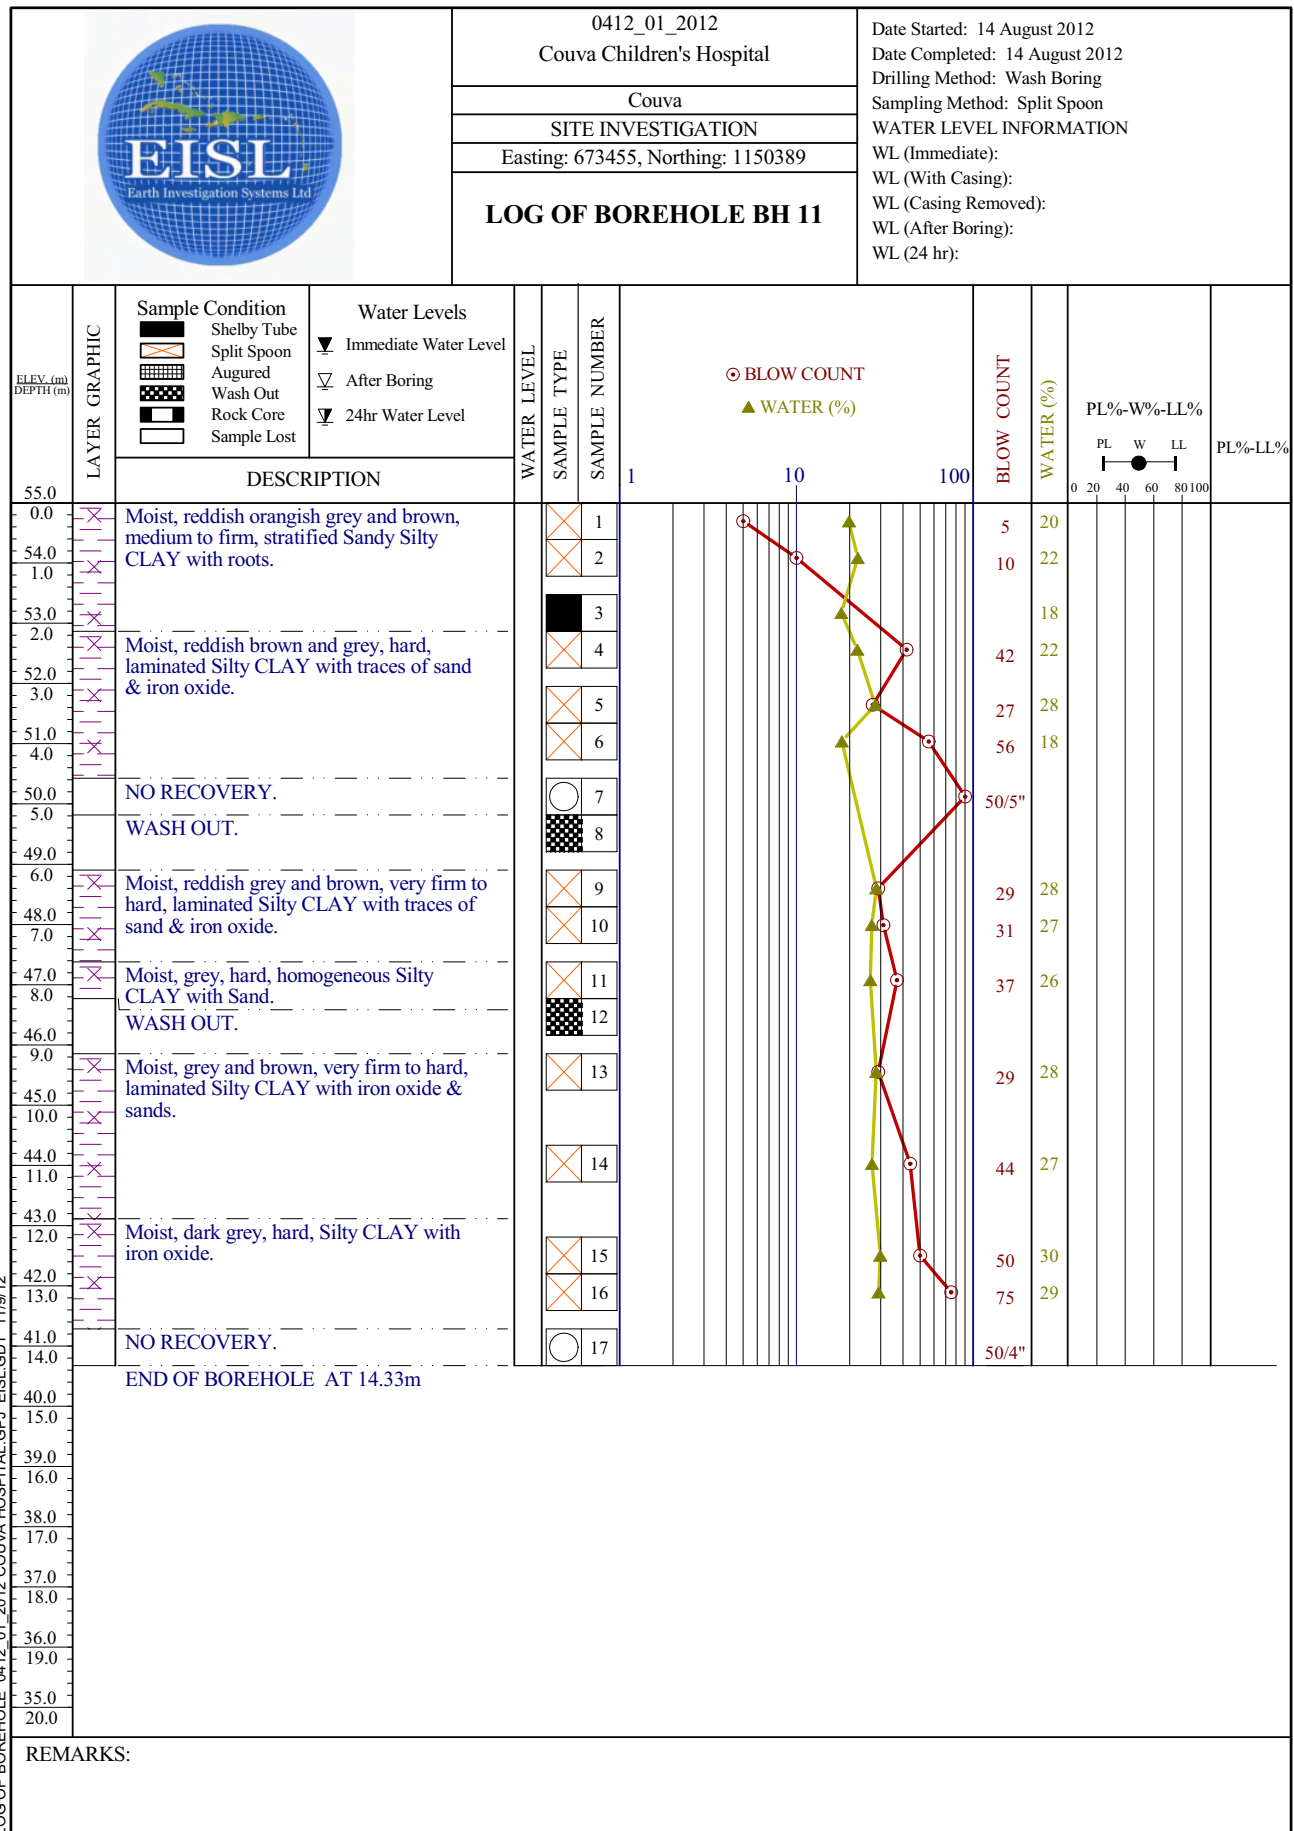 EISL
Earth Investigation Systems Ltd
0412_01_2012
Couva Children's Hospital
Couva
SITE INVESTIGATION
Easting: 673455, Northing: 1150389
LOG OF BOREHOLE BH 11
Date Started: 14 August 2012
Date Completed: 14 August 2012
Drilling Method: Wash Boring
Sampling Method: Split Spoon
WATER LEVEL INFORMATION
WL (Immediate):
WL (With Casing):
WL (Casing Removed):
WL (After Boring):
WL (24 hr):
ELEV. (m)
DEPTH (m)
LAYER GRAPHIC
Sample Condition
Shelby Tube
Split Spoon
Augured
Wash Out
Rock Core
Sample Lost
Water Levels
Immediate Water Level
After Boring
24hr Water Level
DESCRIPTION
WATER LEVEL
SAMPLE TYPE
SAMPLE NUMBER
BLOW COUNT
WATER (%)
1 10 100
BLOW COUNT
WATER (%)
PL%-W%-LL%
PL W LL
0 20 40 60 80 100
PL%-LL%
55.0
0.0
54.0
1.0
53.0
2.0
52.0
3.0
51.0
4.0
50.0
5.0
49.0
6.0
48.0
7.0
47.0
8.0
46.0
9.0
45.0
10.0
44.0
11.0
43.0
12.0
42.0
13.0
41.0
14.0
40.0
15.0
39.0
16.0
38.0
17.0
37.0
18.0
36.0
19.0
35.0
20.0
Moist, reddish orangish grey and brown,
medium to firm, stratified Sandy Silty
CLAY with roots.
Moist, reddish brown and grey, hard,
laminated Silty CLAY with traces of sand
& iron oxide.
NO RECOVERY.
WASH OUT.
Moist, reddish grey and brown, very firm to
hard, laminated Silty CLAY with traces of
sand & iron oxide.
Moist, grey, hard, homogeneous Silty
CLAY with Sand.
WASH OUT.
Moist, grey and brown, very firm to hard,
laminated Silty CLAY with iron oxide &
sands.
Moist, dark grey, hard, Silty CLAY with
iron oxide.
NO RECOVERY.
END OF BOREHOLE AT 14.33m
1 5 20
2 10 22
3 18
4 42 22
5 27 28
6 56 18
7 50/5"
8
9 29 28
10 31 27
11 37 26
12
13 29 28
14 44 27
15 50 30
16 75 29
17 50/4"
REMARKS:
LOG OF BOREHOLE 0412_01_2012 COUVA HOSPITAL.GPJ EISL.GDT 11/9/12